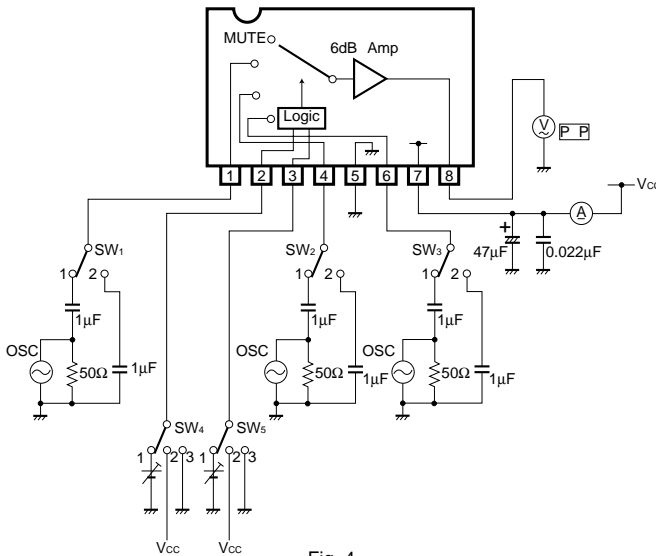 MUTE
6dB Amp
Logic
1 2 3 4 5 6 7 8
V
P P
Vcc
A
47μF
0.022μF
SW1
SW2
SW3
1 2
1 2
1 2
1μF
1μF
1μF
OSC
50Ω
1μF
OSC
50Ω
1μF
OSC
50Ω
1μF
SW4
SW5
1 2 3
1 2 3
Vcc
Vcc